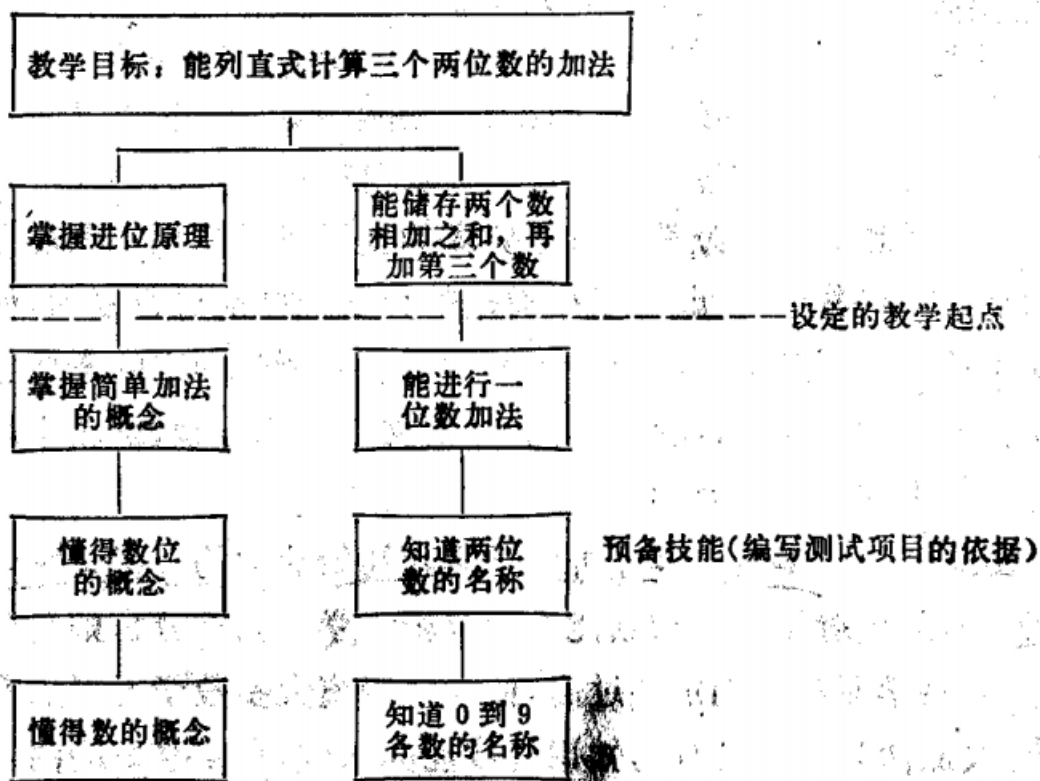 教学目标：能列直式计算三个两位数的加法
掌握进位原理
能储存两个数
相加之和，再
加第三个数
设定的教学起点
掌握简单加法
的概念
能进行一
位数加法
懂得数位
的概念
知道两位
数的名称
预备技能（编写测试项目的依据）
懂得数的概念
知道 0 到 9
各数的名称